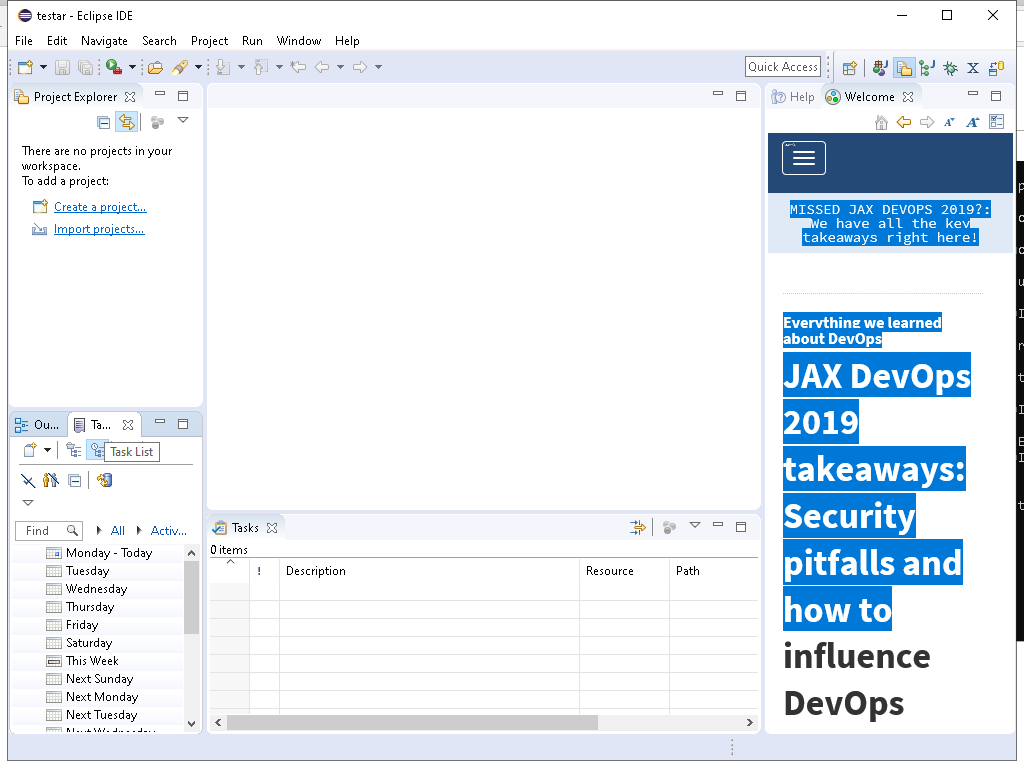 testar - Eclipse IDE
File Edit Navigate Search Project Run Window Help
Quick Access
Project Explorer
There are no projects in your
workspace.
To add a project:
Create a project...
Import projects...
Ou...
Ta...
Task List
Find
All
Activ...
Monday - Today
Tuesday
Wednesday
Thursday
Friday
Saturday
This Week
Next Sunday
Next Monday
Next Tuesday
Next Wednesday
Tasks
0 items
! Description Resource Path
Help
Welcome
MISSED JAX DEVOPS 2019?:
We have all the key
takeaways right here!
Everything we learned
about DevOps
JAX DevOps
2019
takeaways:
Security
pitfalls and
how to
influence
DevOps